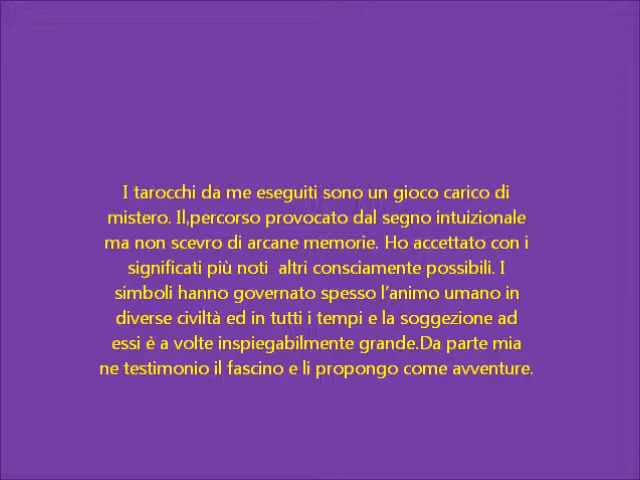 I tarocchi da me eseguiti sono un gioco carico di
mistero. Il,percorso provocato dal segno intuizionale
ma non scevro di arcane memorie. Ho accettato con i
significati più noti  altri consciamente possibili. I
simboli hanno governato spesso l’animo umano in
diverse civiltà ed in tutti i tempi e la soggezione ad
essi è a volte inspiegabilmente grande.Da parte mia
ne testimonio il fascino e li propongo come avventure.